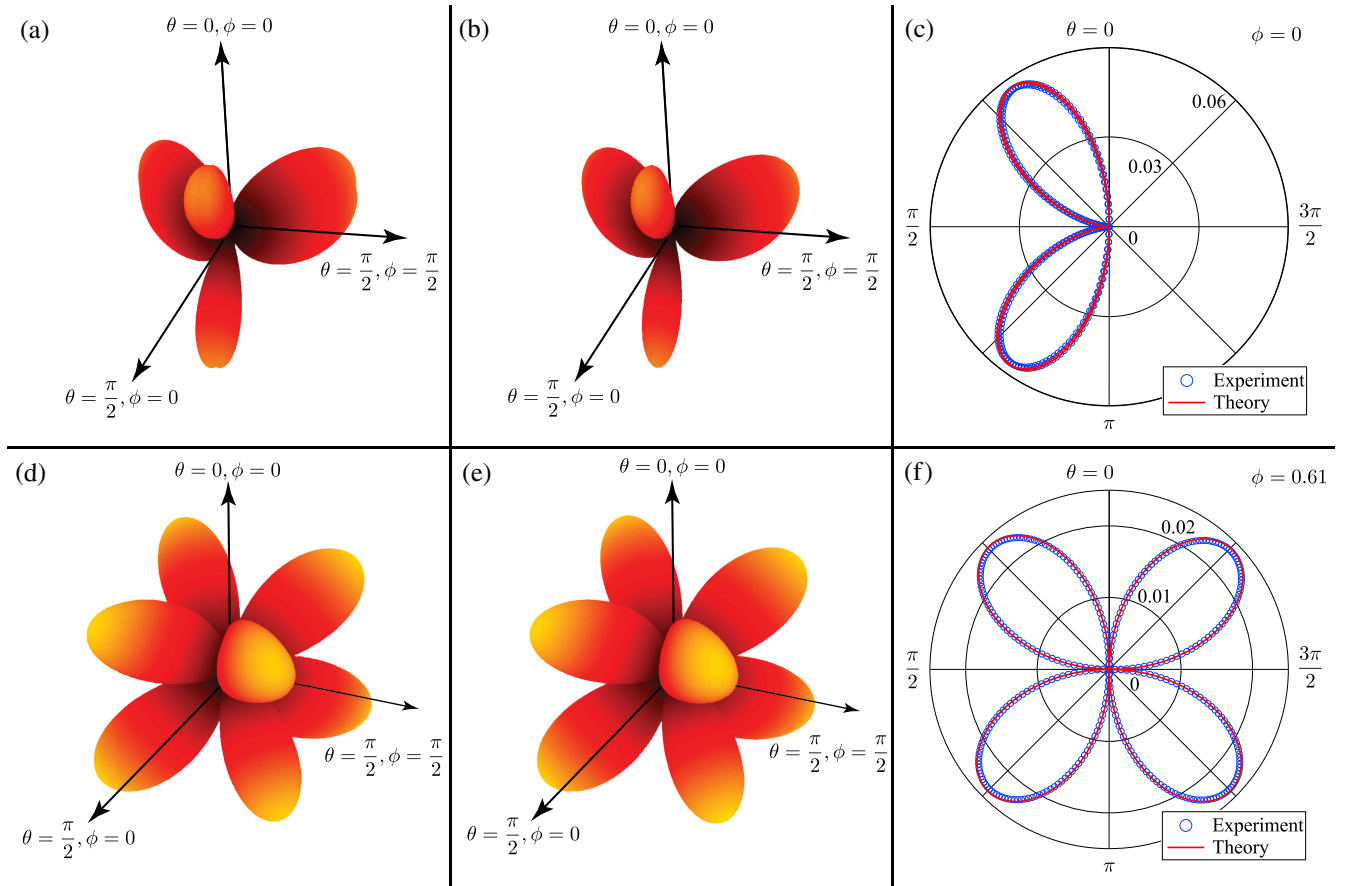 (a)
θ = 0, ϕ = 0
θ = π/2, ϕ = π/2
θ = π/2, ϕ = 0
(b)
θ = 0, ϕ = 0
θ = π/2, ϕ = π/2
θ = π/2, ϕ = 0
(c)
θ = 0
ϕ = 0
0.06
0.03
0
π/2
3π/2
π
Experiment
Theory
(d)
θ = 0, ϕ = 0
θ = π/2, ϕ = π/2
θ = π/2, ϕ = 0
(e)
θ = 0, ϕ = 0
θ = π/2, ϕ = π/2
θ = π/2, ϕ = 0
(f)
θ = 0
ϕ = 0.61
0.02
0.01
0
π/2
3π/2
π
Experiment
Theory